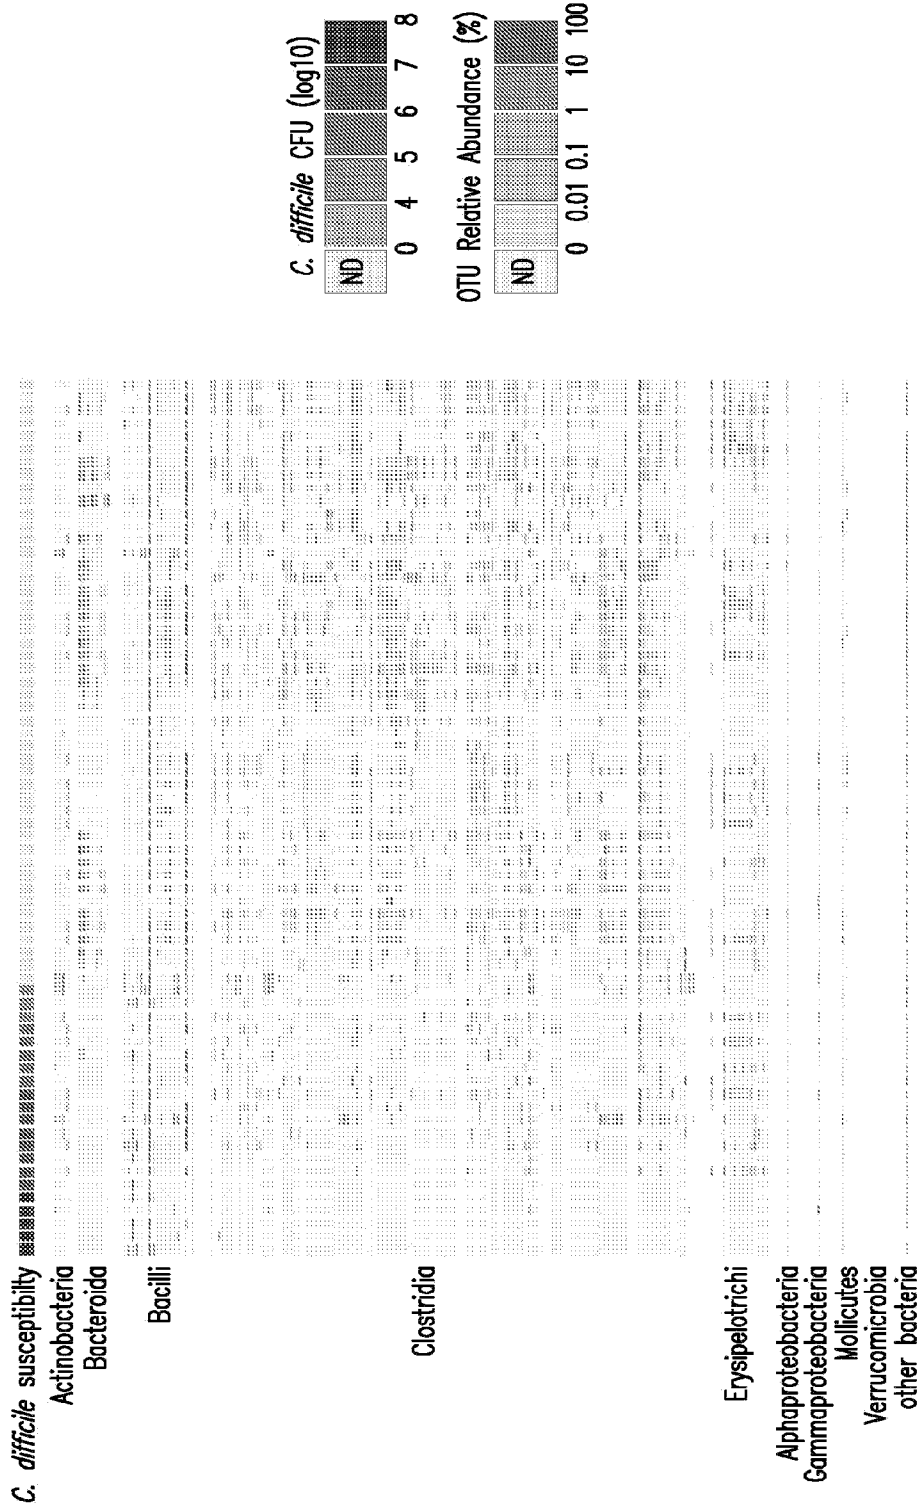 C. difficile susceptibilty
Actinobacteria
Bacteroida
Bacilli
Clostridia
Erysipelotrichi
Alphaproteobacteria
Gammaproteobacteria
Mollicutes
Verrucomicrobia
other bacteria
C. difficile CFU (log10)
ND
0 4 5 6 7 8
OTU Relative Abundance (%)
ND
0 0.01 0.1 1 10 100